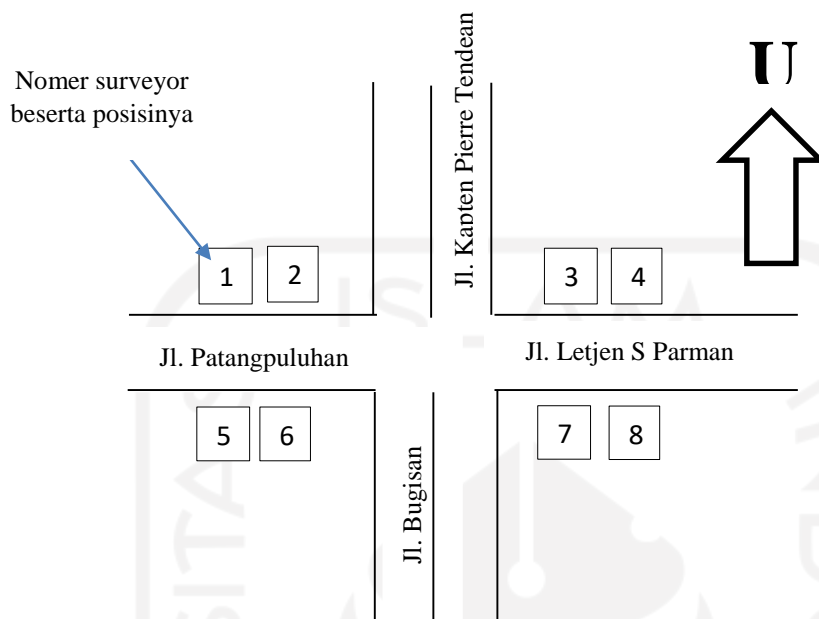 Nomer surveyor
beserta posisinya
U
Jl. Kapten Pierre Tendean
1
2
3
4
Jl. Patangpuluhan
Jl. Letjen S Parman
5
6
7
8
Jl. Bugisan